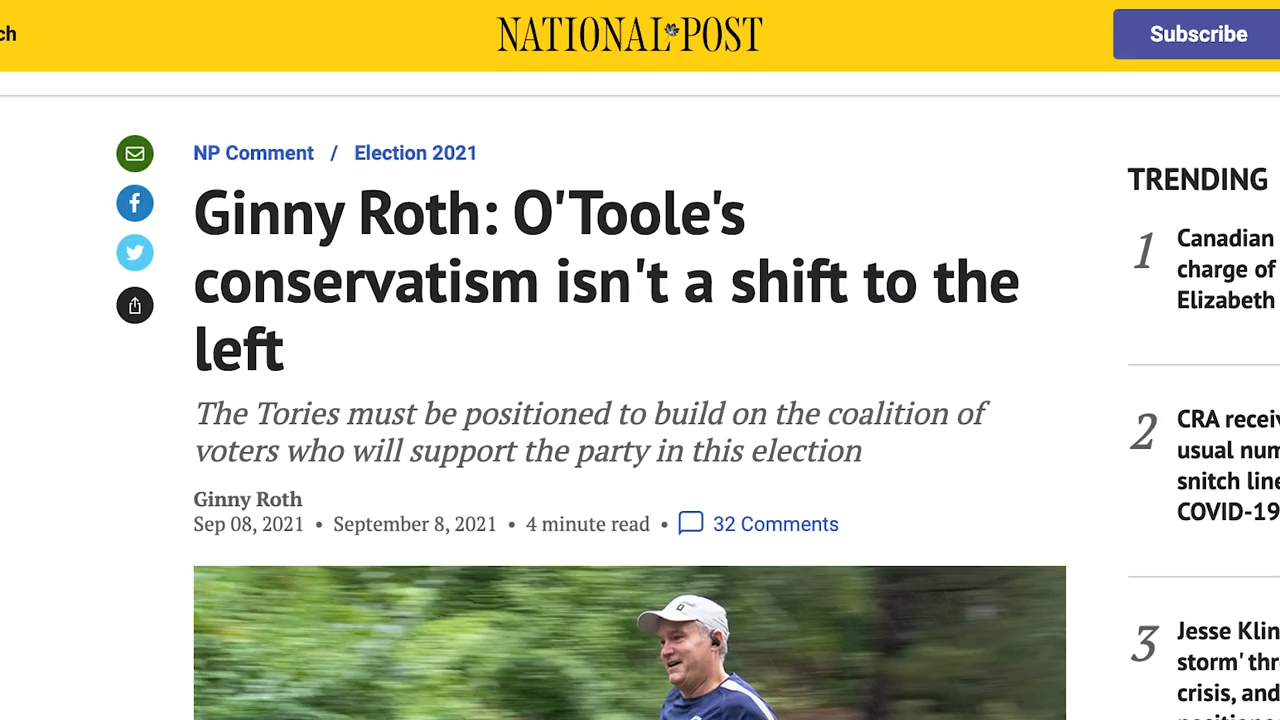 ch
NATIONAL POST
Subscribe
NP Comment / Election 2021
Ginny Roth: O'Toole's
conservatism isn't a shift to the
left
The Tories must be positioned to build on the coalition of
voters who will support the party in this election
Ginny Roth
Sep 08, 2021 • September 8, 2021 • 4 minute read • 32 Comments
TRENDING
1
Canadian
charge of
Elizabeth
2
CRA recei
usual num
snitch line
COVID-19
3
Jesse Klin
storm' thr
crisis, and